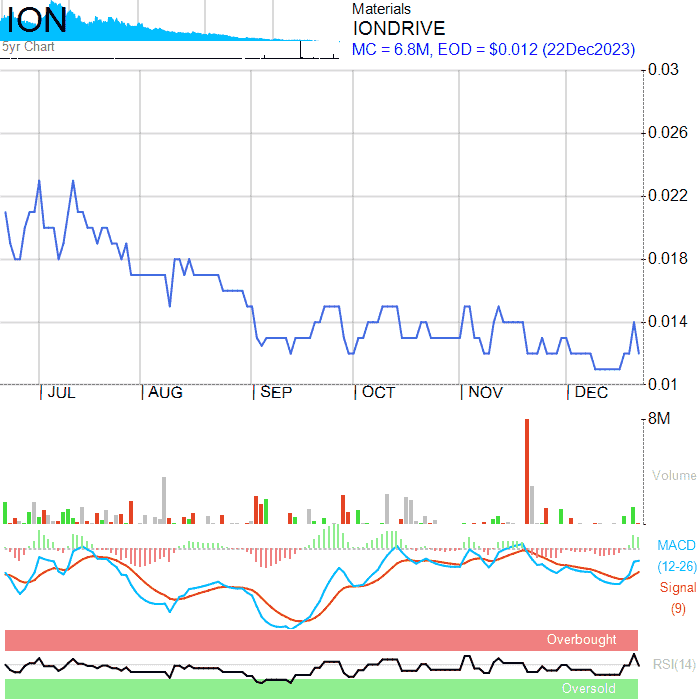 ION
5yr Chart
Materials
IONDRIVE
MC = 6.8M, EOD = $0.012 (22Dec2023)
0.03
0.026
0.022
0.018
0.014
0.01
JUL AUG SEP OCT NOV DEC
8M
Volume
MACD
(12-26)
Signal
(9)
Overbought
RSI(14)
Oversold